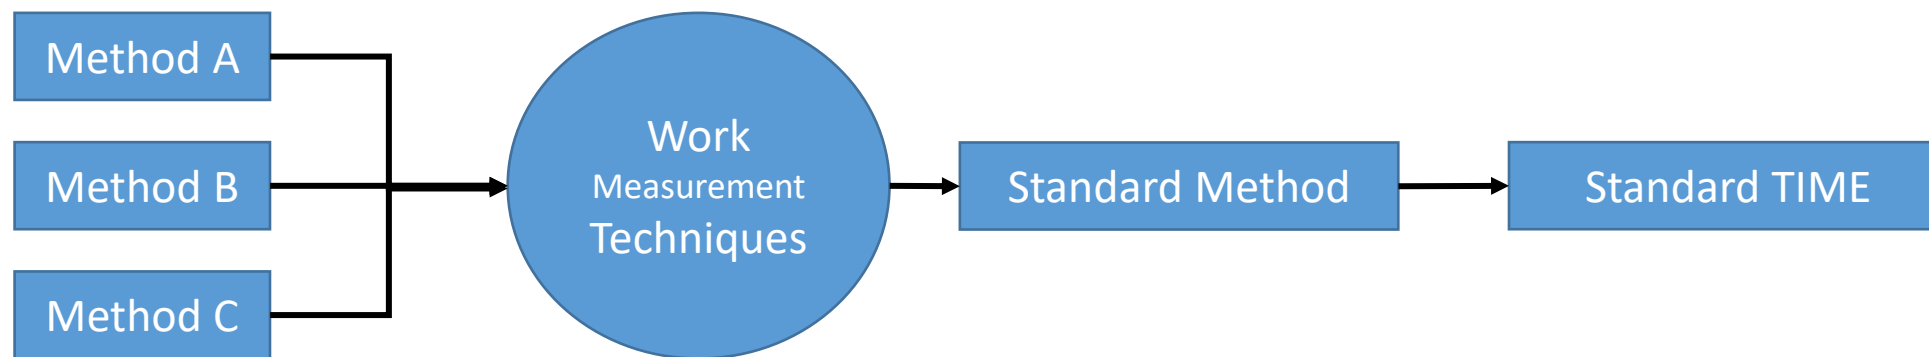 Method A
Method B
Method C
Work
Measurement
Techniques
Standard Method
Standard TIME